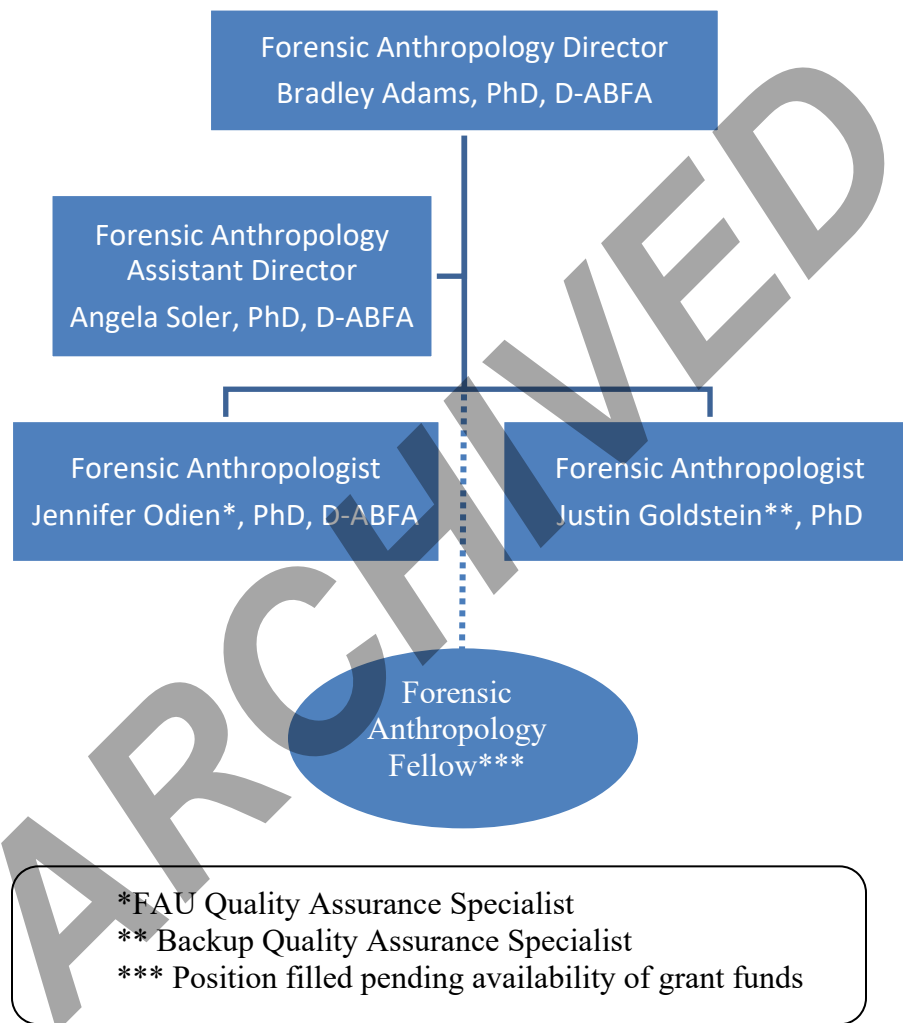 Forensic Anthropology Director
Bradley Adams, PhD, D-ABFA
Forensic Anthropology
Assistant Director
Angela Soler, PhD, D-ABFA
Forensic Anthropologist
Jennifer Odien*, PhD, D-ABFA
Forensic Anthropologist
Justin Goldstein**, PhD
Forensic
Anthropology
Fellow***
*FAU Quality Assurance Specialist
** Backup Quality Assurance Specialist
*** Position filled pending availability of grant funds
ARCHIVED